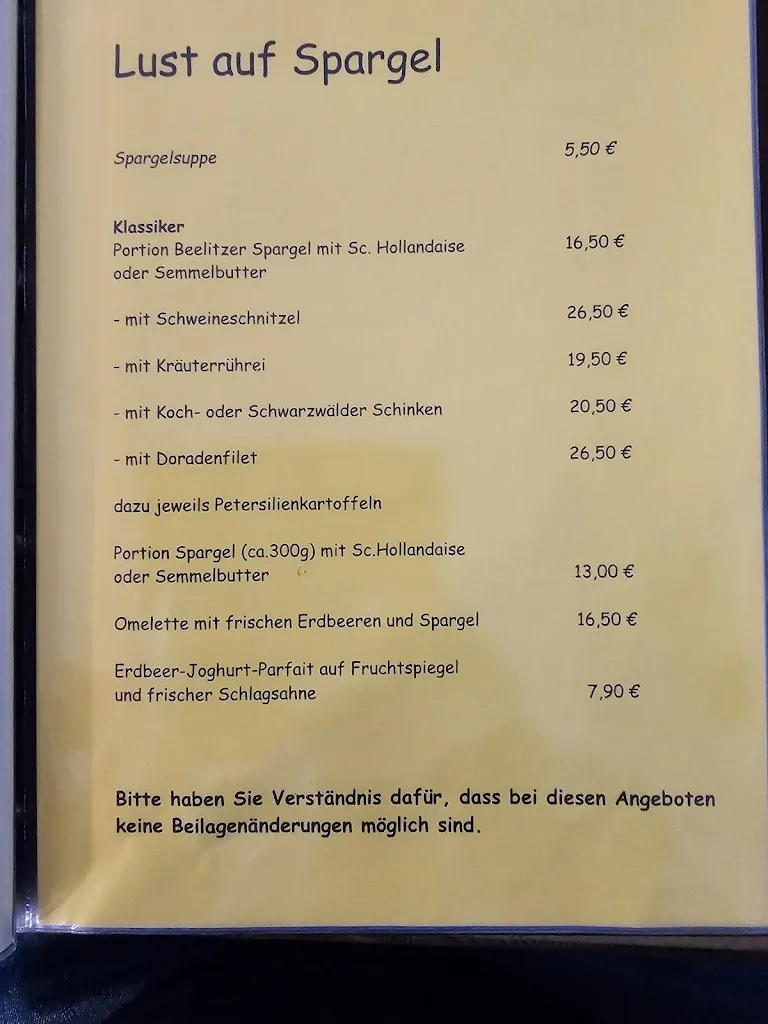 Lust auf Spargel
Spargelsuppe 5,50 €
Klassiker
Portion Beelitzer Spargel mit Sc. Hollandaise 16,50 €
oder Semmelbutter
- mit Schweineschnitzel 26,50 €
- mit Kräuterrührei 19,50 €
- mit Koch- oder Schwarzwälder Schinken 20,50 €
- mit Doradenfilet 26,50 €
dazu jeweils Petersilienkartoffeln
Portion Spargel (ca.300g) mit Sc.Hollandaise
oder Semmelbutter 13,00 €
Omelette mit frischen Erdbeeren und Spargel 16,50 €
Erdbeer-Joghurt-Parfait auf Fruchtspiegel
und frischer Schlagsahne 7,90 €
Bitte haben Sie Verständnis dafür, dass bei diesen Angeboten
keine Beilagenänderungen möglich sind.